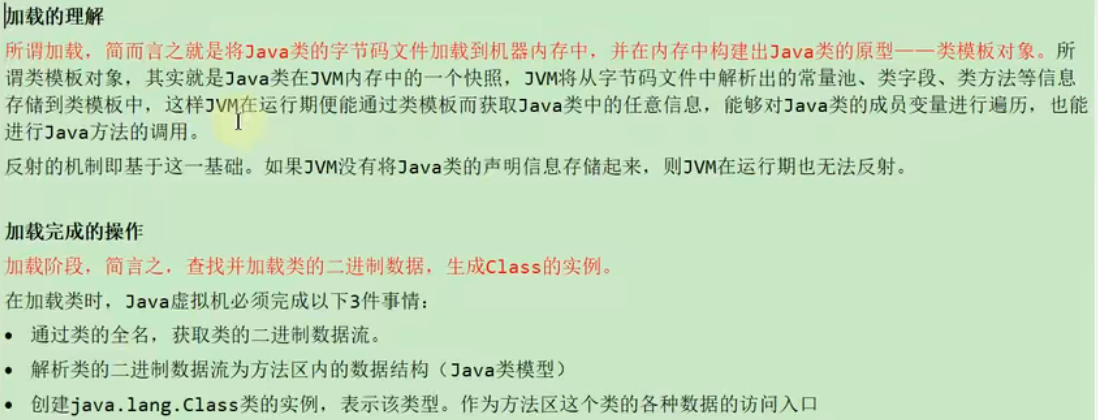 加载的理解
所谓加载，简而言之就是将Java类的字节码文件加载到机器内存中，并在内存中构建出Java类的原型——类模板对象。所
谓类模板对象，其实就是Java类在JVM内存中的一个快照，JVM将从字节码文件中解析出的常量池、类字段、类方法等信息
存储到类模板中，这样JVM在运行期便能通过类模板而获取Java类中的任意信息，能够对Java类的成员变量进行遍历，也能
进行Java方法的调用。
反射的机制即基于这一基础。如果JVM没有将Java类的声明信息存储起来，则JVM在运行期也无法反射。
加载完成的操作
加载阶段，简言之，查找并加载类的二进制数据，生成Class的实例。
在加载类时，Java虚拟机必须完成以下3件事情：
• 通过类的全名，获取类的二进制数据流。
• 解析类的二进制数据流为方法区内的数据结构（Java类模型）
• 创建java.lang.Class类的实例，表示该类型。作为方法区这个类的各种数据的访问入口